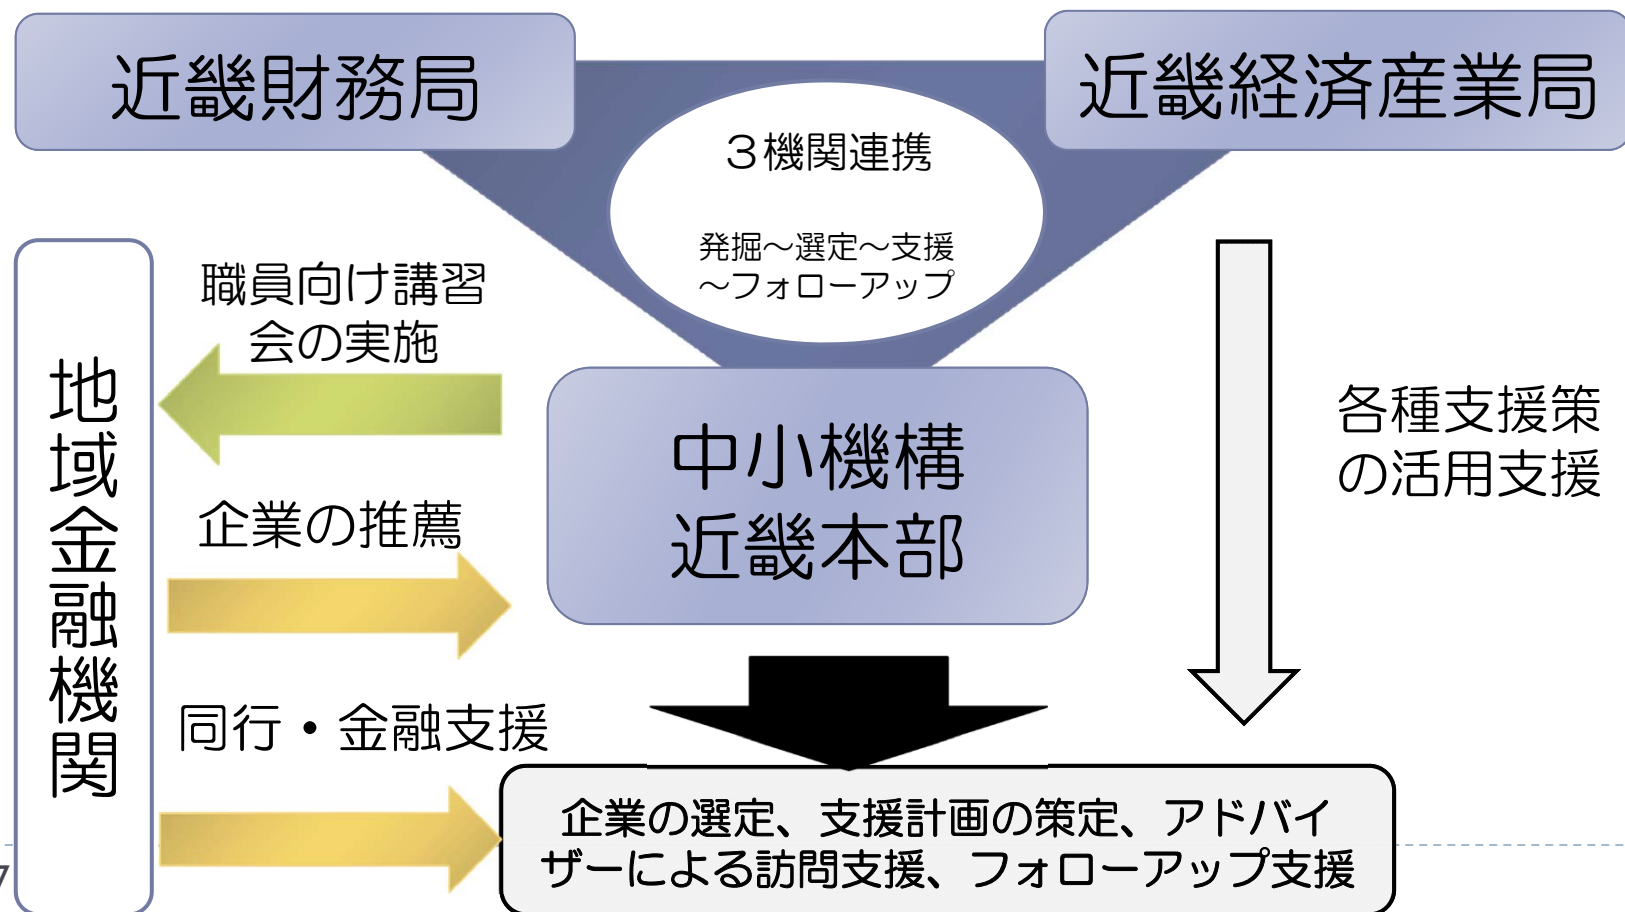 近畿財務局
近畿経済産業局
３機関連携
発掘～選定～支援
～フォローアップ
職員向け講習
会の実施
地域金融機関
中小機構
近畿本部
各種支援策
の活用支援
企業の推薦
同行・金融支援
企業の選定、支援計画の策定、アドバイ
ザーによる訪問支援、フォローアップ支援
7